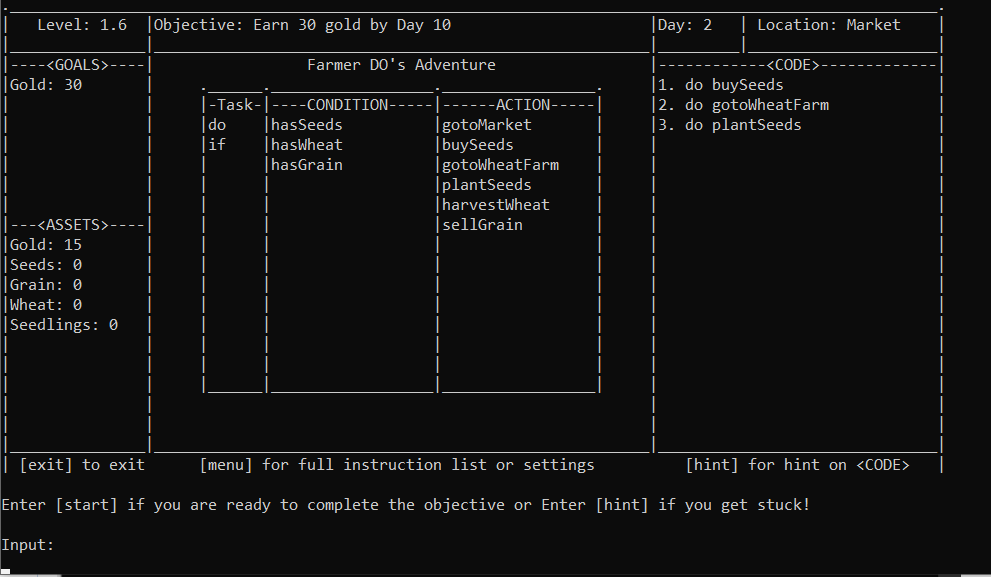 Level: 1.6 |Objective: Earn 30 gold by Day 10 |Day: 2 | Location: Market
----<GOALS>---- Farmer DO's Adventure ------------<CODE>-------------
Gold: 30 1. do buySeeds
-Task-|----CONDITION-----|------ACTION----- 2. do gotoWheatFarm
do |hasSeeds |gotoMarket 3. do plantSeeds
if |hasWheat |buySeeds
hasGrain |gotoWheatFarm
plantSeeds
harvestWheat
---<ASSETS>---- sellGrain
Gold: 15
Seeds: 0
Grain: 0
Wheat: 0
Seedlings: 0
[exit] to exit [menu] for full instruction list or settings [hint] for hint on <CODE>
Enter [start] if you are ready to complete the objective or Enter [hint] if you get stuck!
Input: